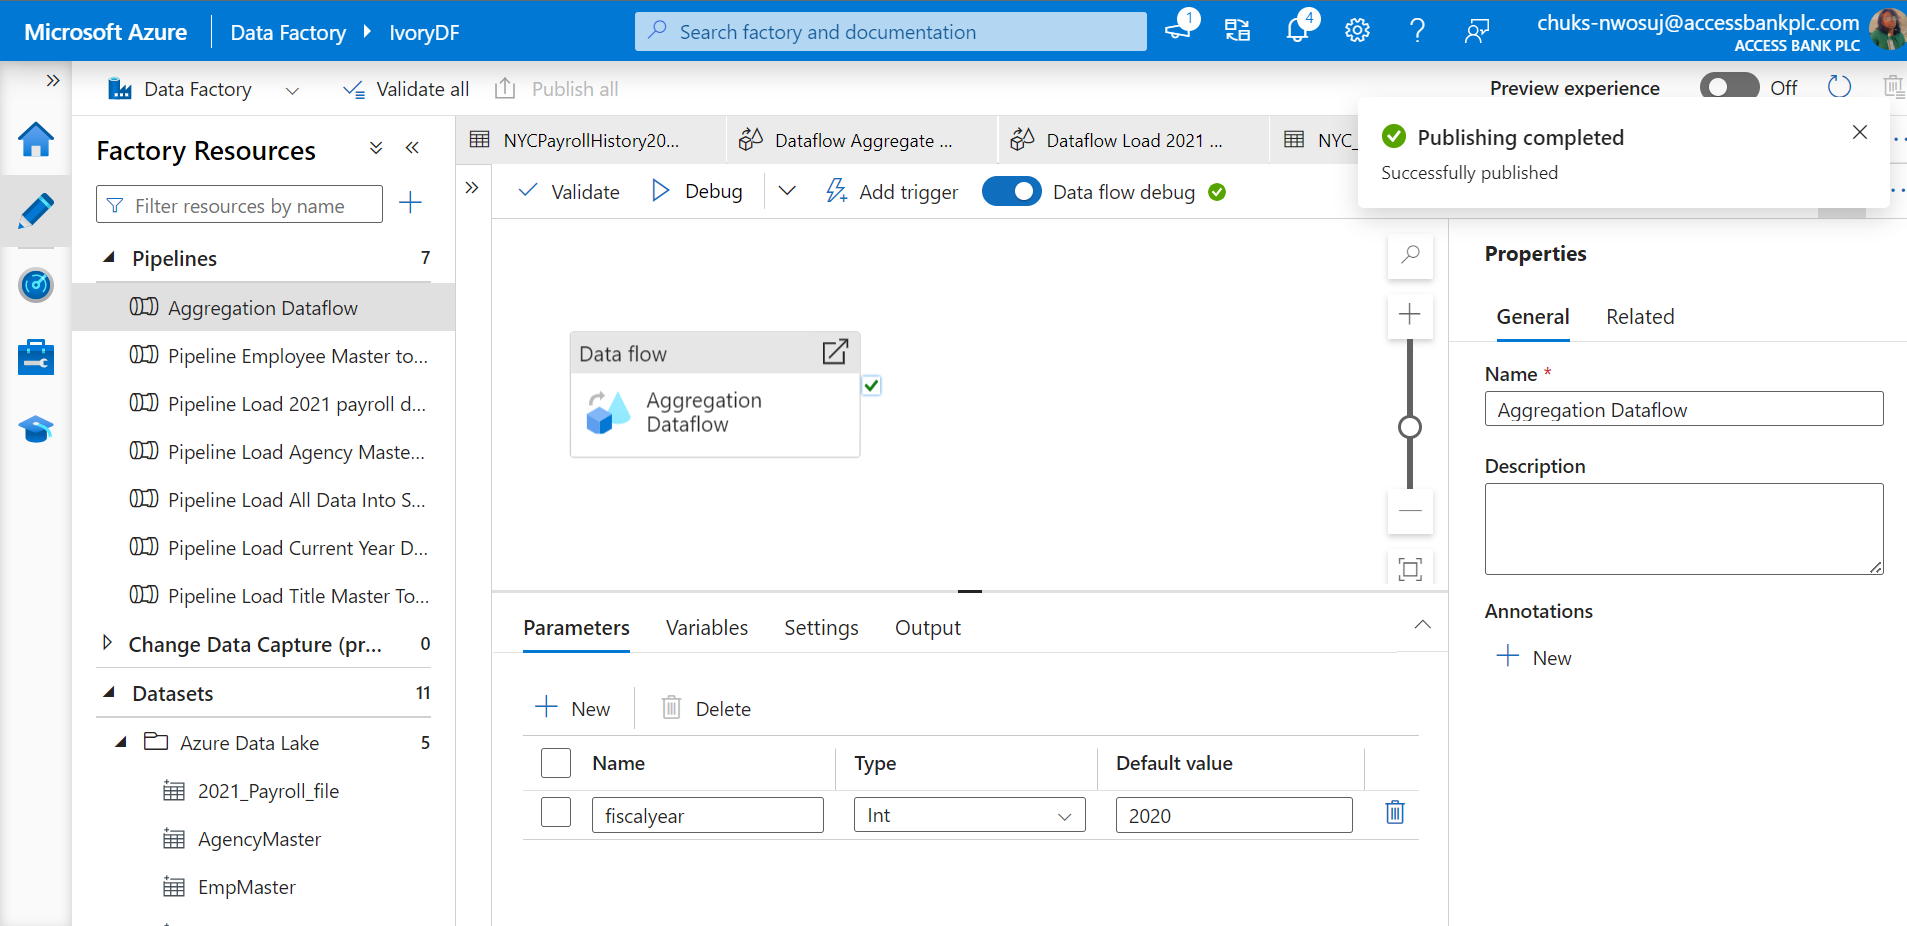 Microsoft Azure
Data Factory
IvoryDF
Search factory and documentation
1
4
chuks-nwosuj@accessbankplc.com
ACCESS BANK PLC
Data Factory
Validate all
Publish all
Preview experience
Off
Factory Resources
Filter resources by name
Pipelines
7
Aggregation Dataflow
Pipeline Employee Master to...
Pipeline Load 2021 payroll d...
Pipeline Load Agency Maste...
Pipeline Load All Data Into S...
Pipeline Load Current Year D...
Pipeline Load Title Master To...
Change Data Capture (pr...
0
Datasets
11
Azure Data Lake
5
2021_Payroll_file
AgencyMaster
EmpMaster
NYCPayrollHistory20...
Dataflow Aggregate ...
Dataflow Load 2021 ...
NYC_
Publishing completed
Successfully published
Validate
Debug
Add trigger
Data flow debug
Data flow
Aggregation
Dataflow
Parameters
Variables
Settings
Output
New
Delete
Name
Type
Default value
fiscalyear
Int
2020
Properties
General
Related
Name *
Aggregation Dataflow
Description
Annotations
New